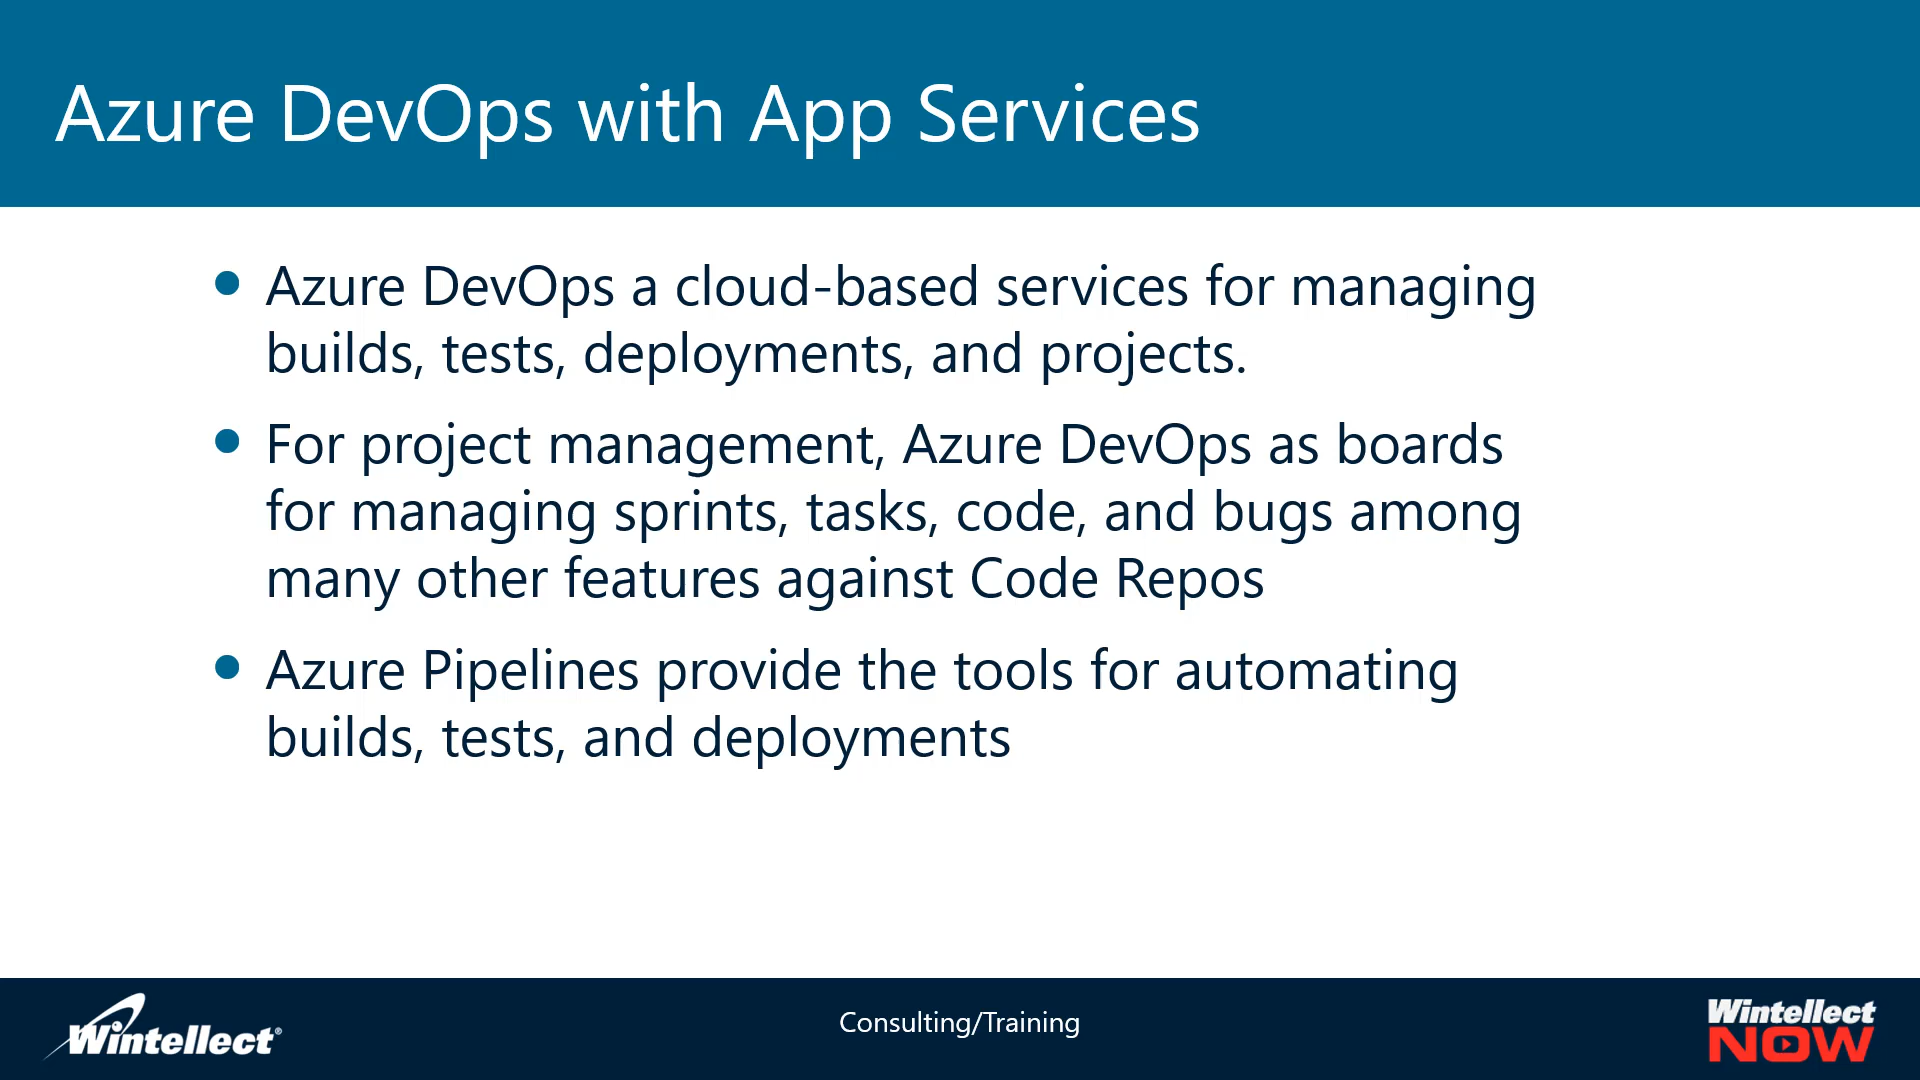 Azure DevOps with App Services
Azure DevOps a cloud-based services for managing
builds, tests, deployments, and projects.
For project management, Azure DevOps as boards
for managing sprints, tasks, code, and bugs among
many other features against Code Repos
Azure Pipelines provide the tools for automating
builds, tests, and deployments
Wintellect®
Consulting/Training
Wintellect
NOW